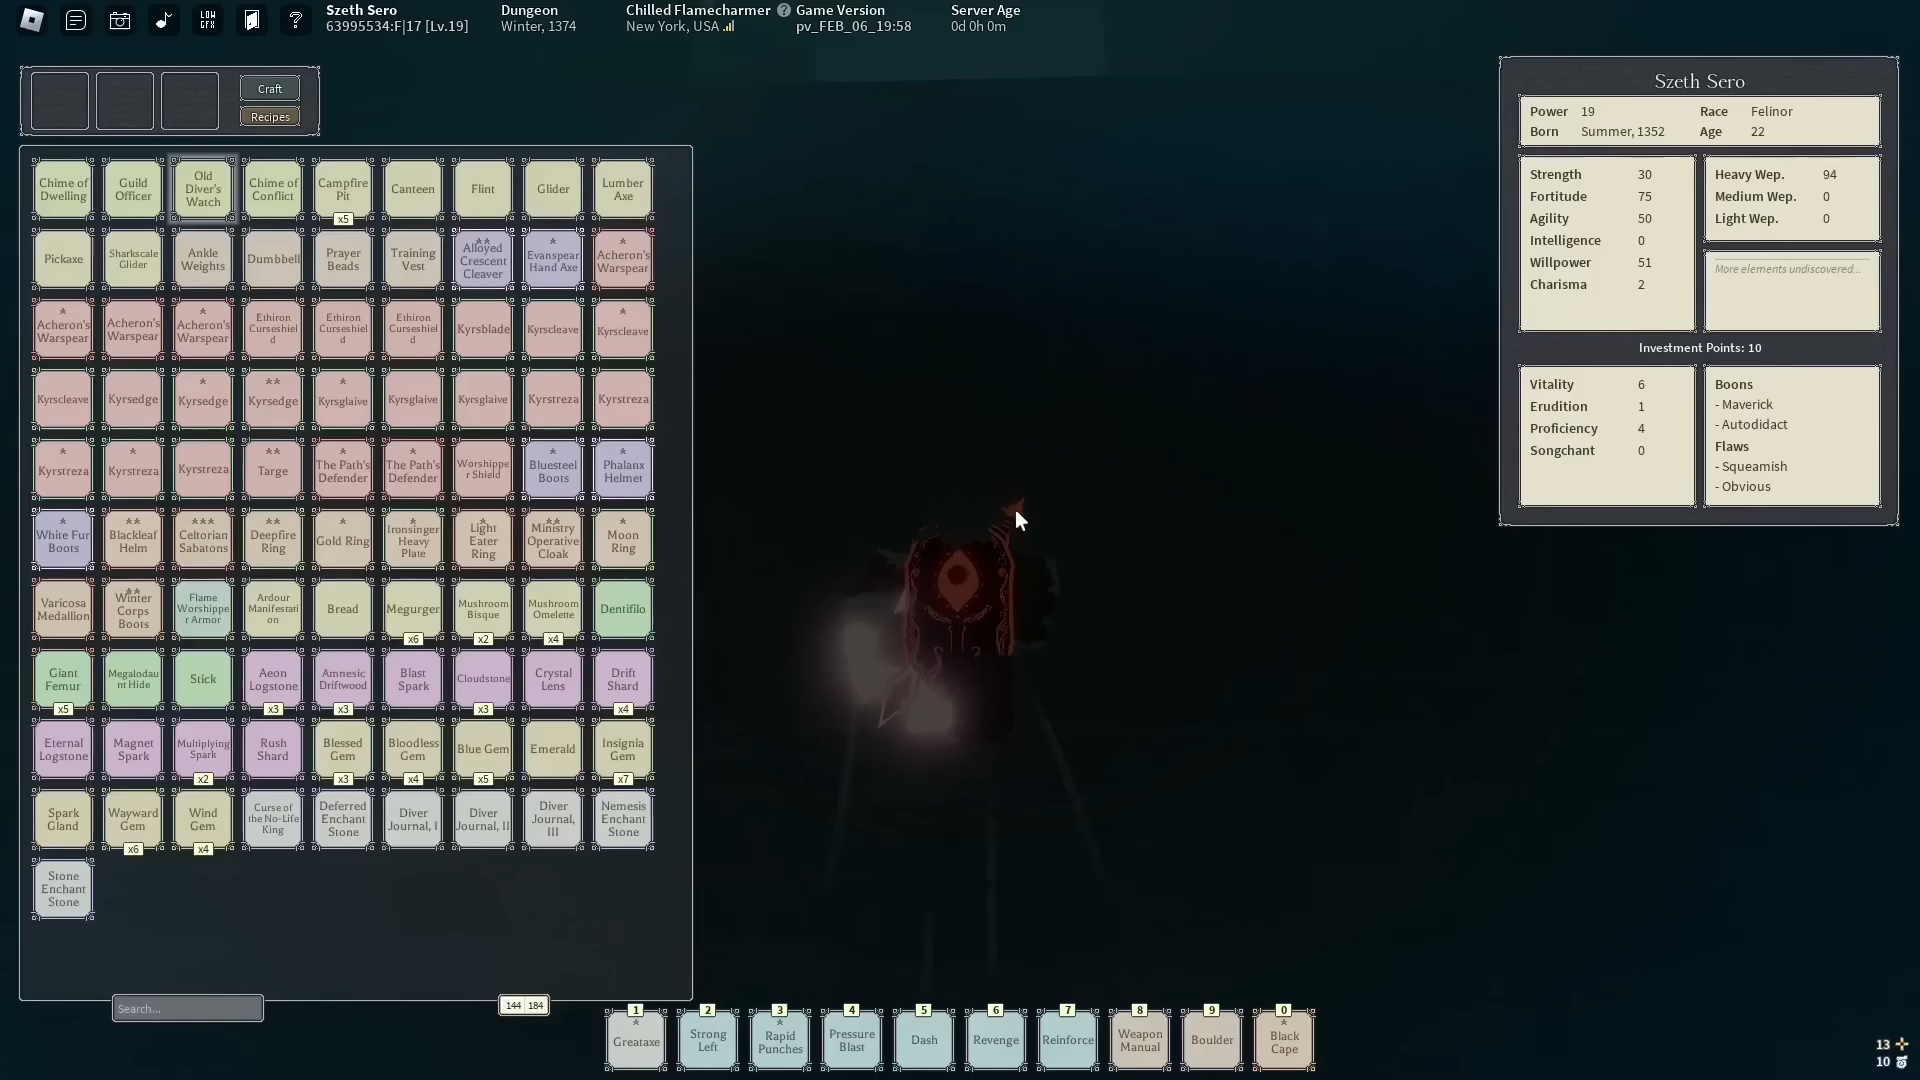 LOW GFX
?
Szeth Sero
63995534:F|17 [Lv.19]
Dungeon
Winter, 1374
Chilled Flamecharmer ?
New York, USA
Game Version
pv_FEB_06_19:58
Server Age
0d 0h 0m
Craft
Recipes
Chime of Dwelling
Guild Officer
Old Diver's Watch
Chime of Conflict
Campfire Pit
x5
Canteen
Flint
Glider
Lumber Axe
Pickaxe
Sharkscale Glider
Ankle Weights
Dumbbell
Prayer Beads
Training Vest
** Alloyed Crescent Cleaver
* Evanspear Hand Axe
* Acheron's Warspear
* Acheron's Warspear
Acheron's Warspear
* Acheron's Warspear
Ethiron Curseshiel d
Ethiron Curseshiel d
Ethiron Curseshiel d
Kyrsblade
Kyrscleave
* Kyrscleave
Kyrscleave
Kyrsedge
* Kyrsedge
** Kyrsedge
* Kyrsglaive
Kyrsglaive
Kyrsglaive
Kyrstreza
Kyrstreza
* Kyrstreza
* Kyrstreza
Kyrstreza
** Targe
* The Path's Defender
* The Path's Defender
Worshippe r Shield
* Bluesteel Boots
* Phalanx Helmet
* White Fur Boots
** Blackleaf Helm
*** Celtorian Sabatons
** Deepfire Ring
* Gold Ring
* Ironsinger Heavy Plate
* Light Eater Ring
** Ministry Operative Cloak
* Moon Ring
Varicosa Medallion
** Winter Corps Boots
Flame Worshippe r Armor
Ardour Manifestati on
Bread
Megurger
x6
Mushroom Bisque
x2
Mushroom Omelette
x4
Dentifilo
Giant Femur
x5
Megalodau nt Hide
Stick
Aeon Logstone
x3
Amnesic Driftwood
x3
Blast Spark
Cloudstone
x3
Crystal Lens
Drift Shard
x4
Eternal Logstone
Magnet Spark
Multiplying Spark
x2
Rush Shard
Blessed Gem
x3
Bloodless Gem
x4
Blue Gem
x5
Emerald
Insignia Gem
x7
Spark Gland
Wayward Gem
x6
Wind Gem
x4
Curse of the No-Life King
Deferred Enchant Stone
Diver Journal, I
Diver Journal, II
Diver Journal, III
Nemesis Enchant Stone
Stone Enchant Stone
Search...
144 184
1
* Greataxe
2
Strong Left
3
* Rapid Punches
4
Pressure Blast
5
Dash
6
Revenge
7
Reinforce
8
Weapon Manual
9
Boulder
0
* Black Cape
Szeth Sero
Power 19 Race Felinor
Born Summer, 1352 Age 22
Strength 30
Fortitude 75
Agility 50
Intelligence 0
Willpower 51
Charisma 2
Heavy Wep. 94
Medium Wep. 0
Light Wep. 0
More elements undiscovered...
Investment Points: 10
Vitality 6
Erudition 1
Proficiency 4
Songchant 0
Boons
- Maverick
- Autodidact
Flaws
- Squeamish
- Obvious
13
10